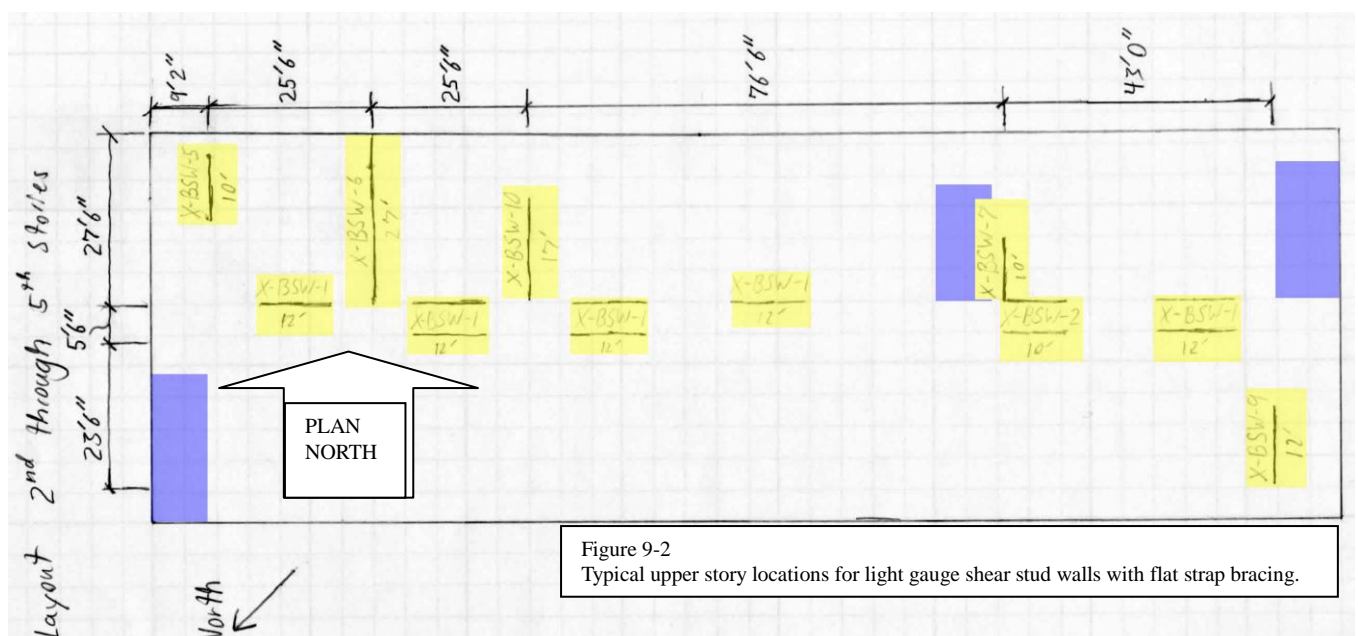 9'2"
25'6"
25'6"
76'6"
43'0"
Layout 2nd through 5th stories
27'6"
5'6"
23'6"
X-BSW-5
10'
X-BSW-6
27'
X-BSW-10
17'
X-BSW-7
10'
X-BSW-1
12'
X-BSW-1
12'
X-BSW-1
12'
X-BSW-1
12'
X-BSW-2
10'
X-BSW-1
12'
X-BSW-9
12'
PLAN
NORTH
North
Figure 9-2
Typical upper story locations for light gauge shear stud walls with flat strap bracing.